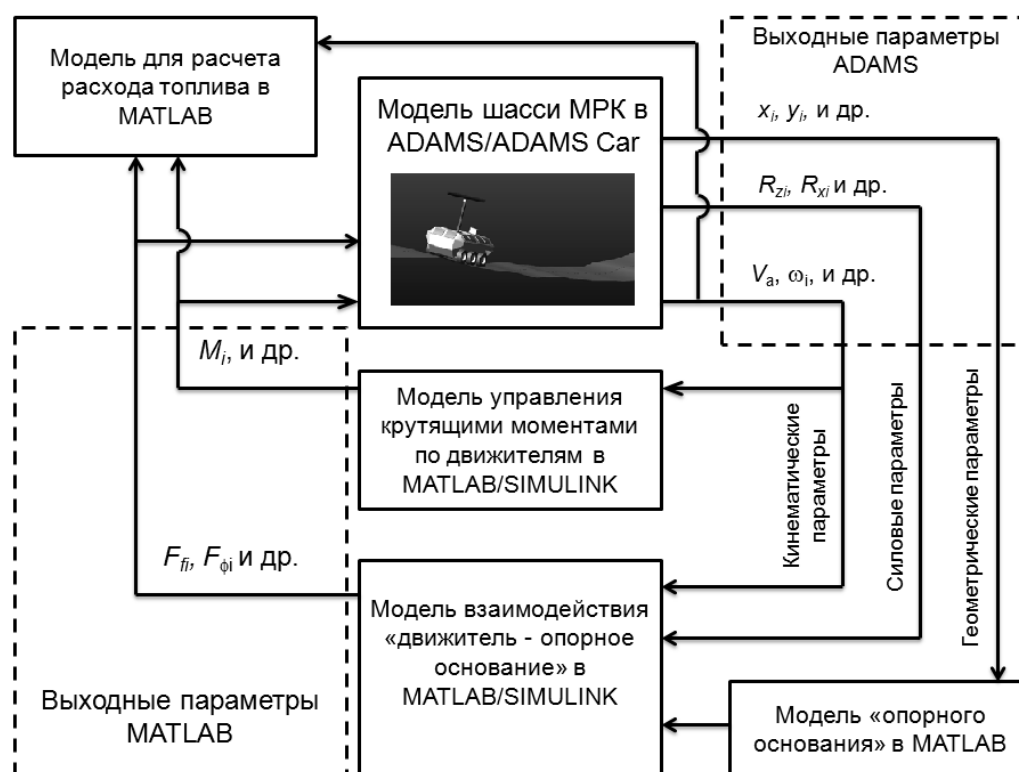 Модель для расчета
расхода топлива в
MATLAB
Модель шасси МРК в
ADAMS/ADAMS Car
Выходные параметры
ADAMS
xi, yi, и др.
Rzi, Rxi и др.
Vа, ωi, и др.
Mi, и др.
Модель управления
крутящими моментами
по движителям в
MATLAB/SIMULINK
Кинематические
параметры
Силовые параметры
Геометрические параметры
Ffi, Fϕi и др.
Модель взаимодействия
«движитель - опорное
основание» в
MATLAB/SIMULINK
Выходные параметры
MATLAB
Модель «опорного
основания» в MATLAB